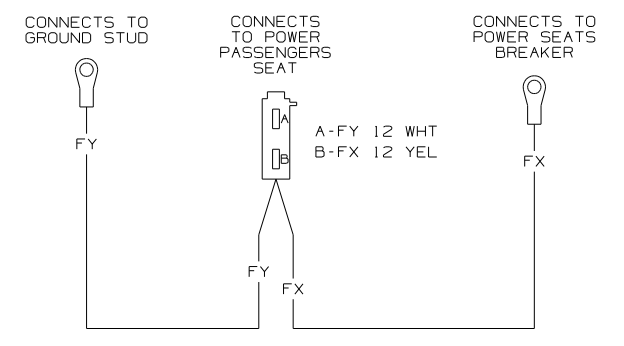 CONNECTS TO
GROUND STUD
CONNECTS
TO POWER
PASSENGERS
SEAT
CONNECTS TO
POWER SEATS
BREAKER
A
B
A-FY 12 WHT
B-FX 12 YEL
FY
FX
FY
FX